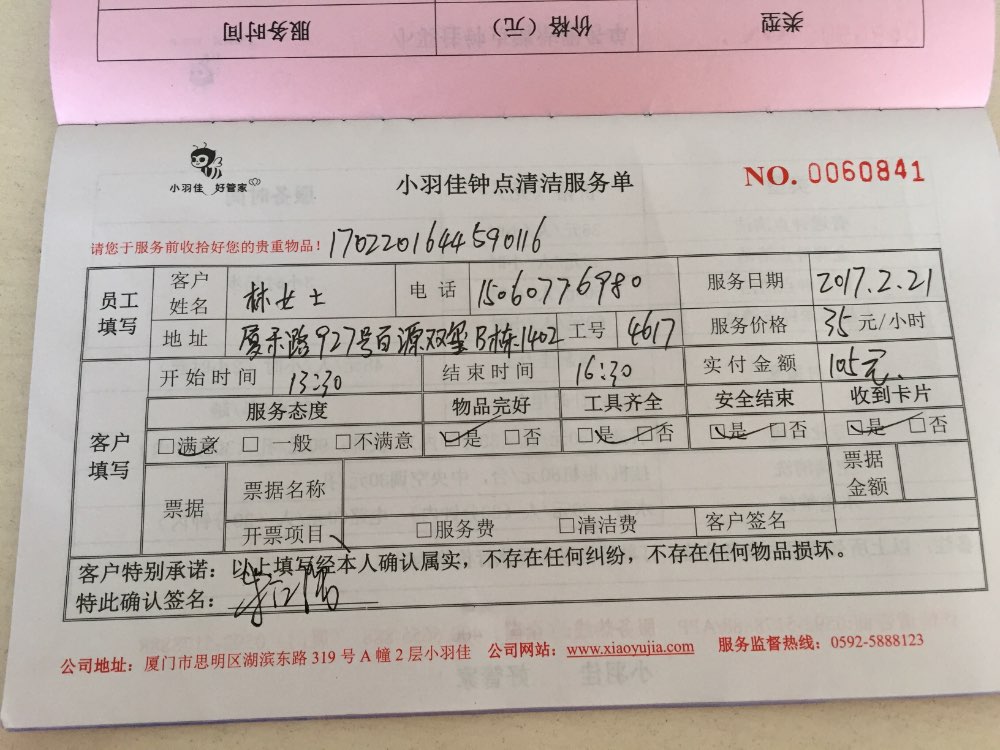 类型 价格（元） 服务时间
小羽佳 好管家
小羽佳钟点清洁服务单
NO. 0060841
请您于服务前收拾好您的贵重物品！ 1702201644590116
员工填写 客户姓名 林女士 电话 15060776980 服务日期 2017.2.21
地址 厦禾路927号百源双玺B栋1402 工号 4617 服务价格 35元/小时
客户填写 开始时间 13:30 结束时间 16:30 实付金额 105元
服务态度 物品完好 工具齐全 安全结束 收到卡片
□满意 □一般 □不满意 □是 □否 □是 □否 □是 □否 □是 □否
票据 票据名称 票据金额
开票项目 □服务费 □清洁费 客户签名
客户特别承诺：以上填写经本人确认属实，不存在任何纠纷，不存在任何物品损坏。
特此确认签名：
公司地址：厦门市思明区湖滨东路 319 号 A 幢 2 层小羽佳 公司网站：www.xiaoyujia.com 服务监督热线：0592-5888123